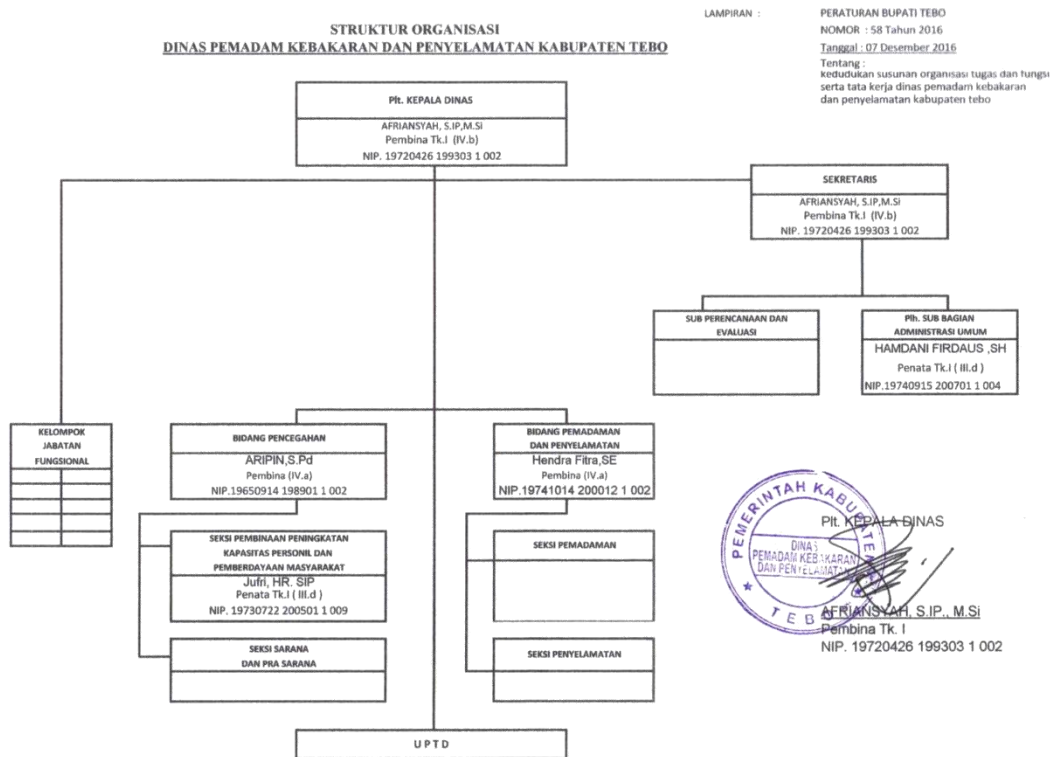 LAMPIRAN :
PERATURAN BUPATI TEBO
NOMOR : 58 Tahun 2016
Tanggal : 07 Desember 2016
Tentang :
kedudukan susunan organisasi tugas dan fungsi
serta tata kerja dinas pemadam kebakaran
dan penyelamatan kabupaten tebo
STRUKTUR ORGANISASI
DINAS PEMADAM KEBAKARAN DAN PENYELAMATAN KABUPATEN TEBO
Plt. KEPALA DINAS
AFRIANSYAH, S.IP,M.Si
Pembina Tk.I (IV.b)
NIP. 19720426 199303 1 002
SEKRETARIS
AFRIANSYAH, S.IP,M.Si
Pembina Tk.I (IV.b)
NIP. 19720426 199303 1 002
SUB PERENCANAAN DAN
EVALUASI
Plh. SUB BAGIAN
ADMINISTRASI UMUM
HAMDANI FIRDAUS ,SH
Penata Tk.I ( III.d )
NIP.19740915 200701 1 004
KELOMPOK
JABATAN
FUNGSIONAL
BIDANG PENCEGAHAN
ARIPIN,S.Pd
Pembina (IV.a)
NIP.19650914 198901 1 002
BIDANG PEMADAMAN
DAN PENYELAMATAN
Hendra Fitra,SE
Pembina (IV.a)
NIP.19741014 200012 1 002
SEKSI PEMBINAAN PENINGKATAN
KAPASITAS PERSONIL DAN
PEMBERDAYAAN MASYARAKAT
Jufri, HR. SIP
Penata Tk.I ( III.d )
NIP. 19730722 200501 1 009
SEKSI PEMADAMAN
SEKSI SARANA
DAN PRA SARANA
SEKSI PENYELAMATAN
UPTD
PEMERINTAH KABUPATEN
DINAS
PEMADAM KEBAKARAN
DAN PENYELAMATAN
TEBO
Plt. KEPALA DINAS
AFRIANSYAH, S.IP., M.Si
Pembina Tk. I
NIP. 19720426 199303 1 002